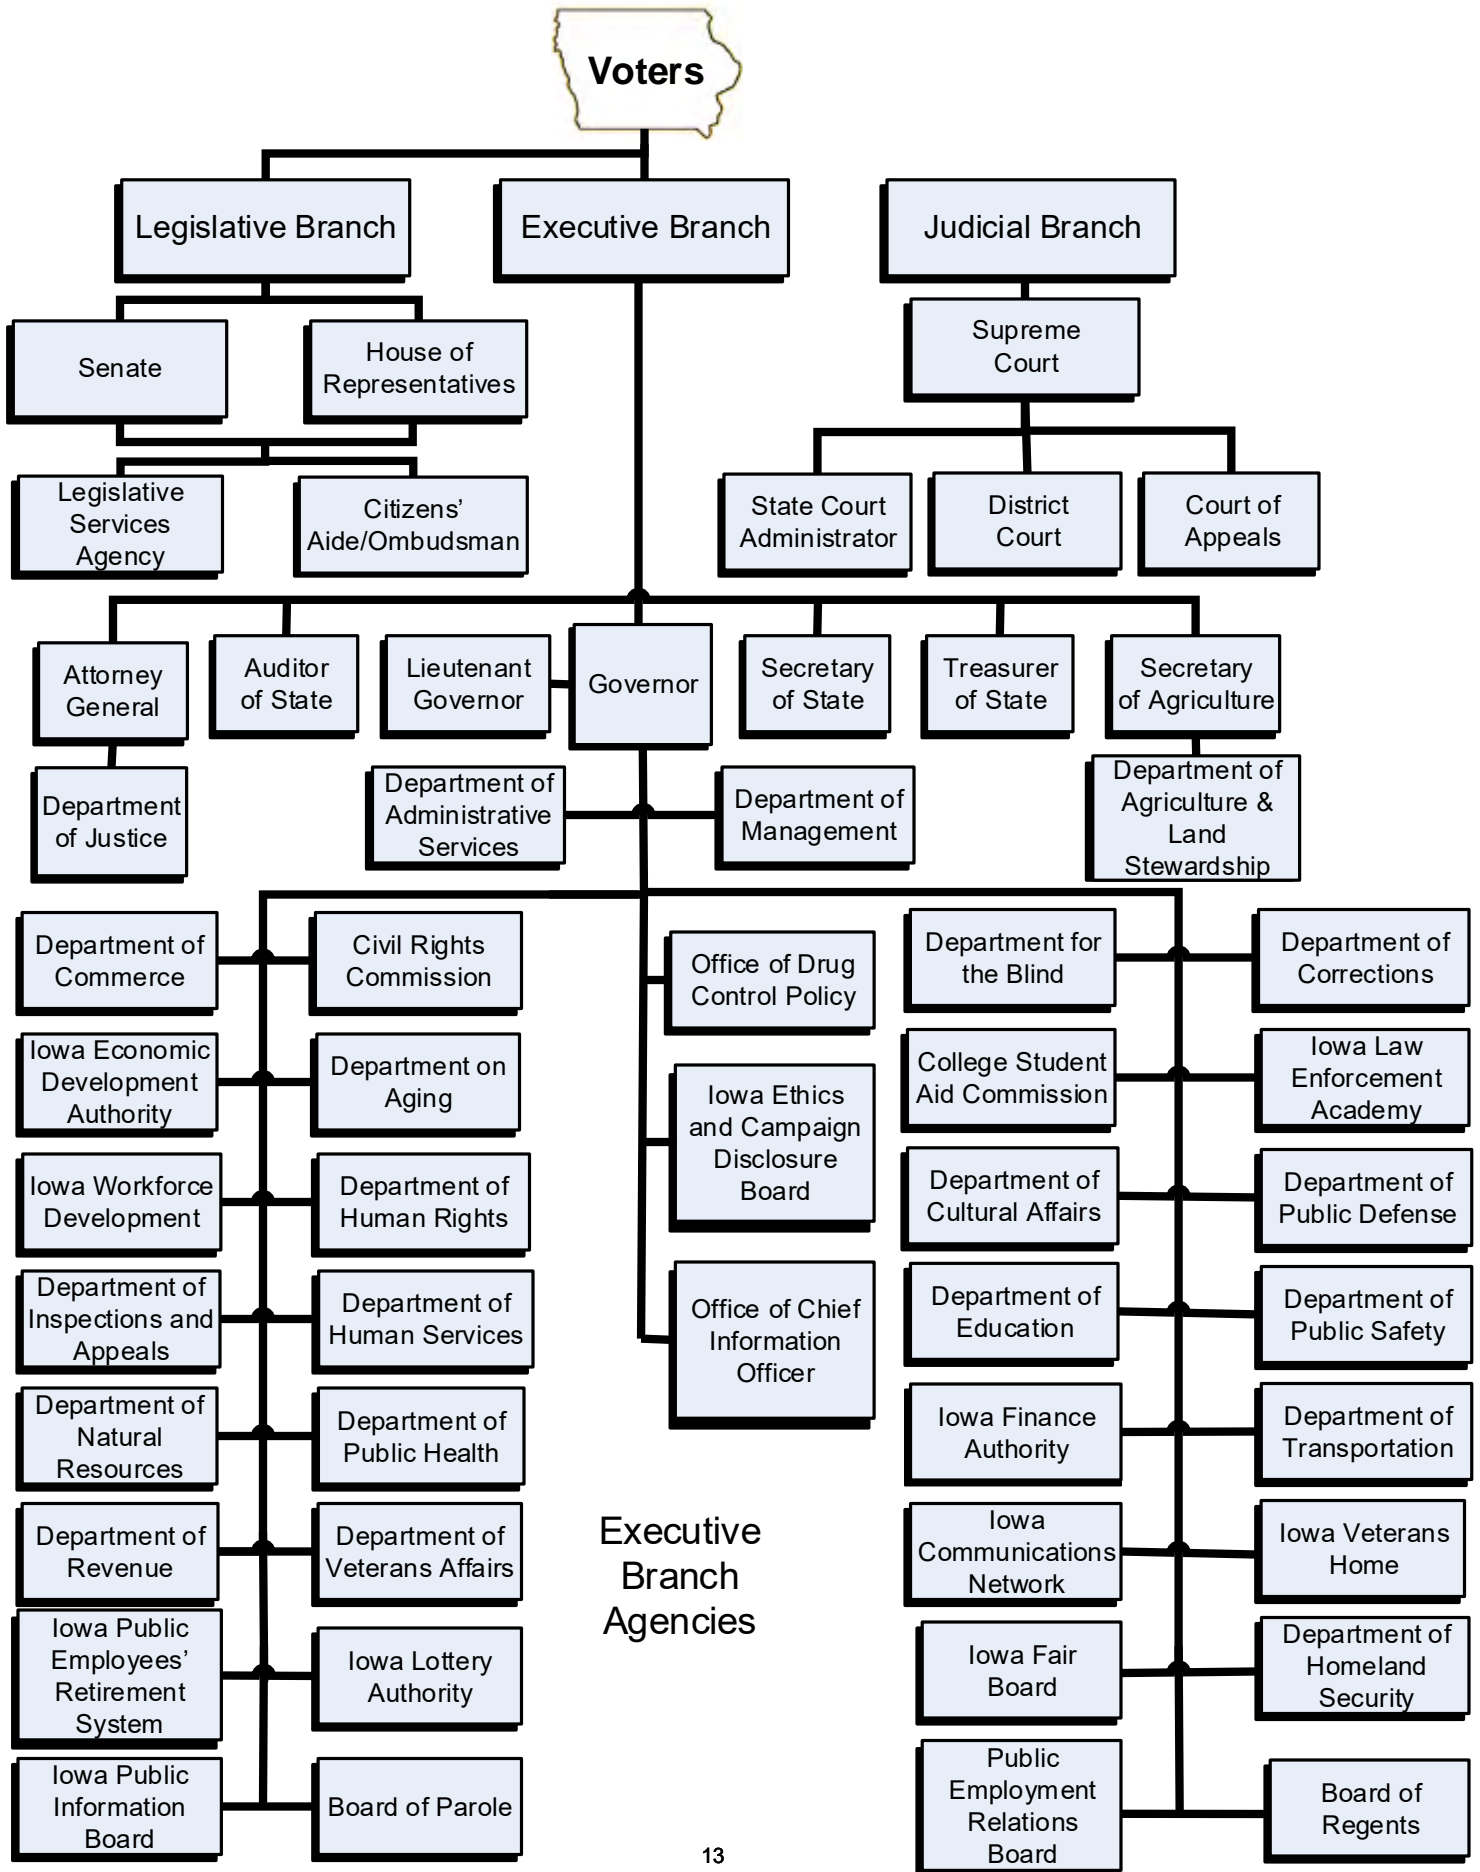 Voters
Legislative Branch
Executive Branch
Judicial Branch
Senate
House of
Representatives
Supreme
Court
Legislative
Services
Agency
Citizens’
Aide/Ombudsman
State Court
Administrator
District
Court
Court of
Appeals
Attorney
General
Auditor
of State
Lieutenant
Governor
Governor
Secretary
of State
Treasurer
of State
Secretary
of Agriculture
Department
of Justice
Department of
Administrative
Services
Department of
Management
Department of
Agriculture &
Land
Stewardship
Department of
Commerce
Civil Rights
Commission
Office of Drug
Control Policy
Department for
the Blind
Department of
Corrections
Iowa Economic
Development
Authority
Department on
Aging
Iowa Ethics
and Campaign
Disclosure
Board
College Student
Aid Commission
Iowa Law
Enforcement
Academy
Iowa Workforce
Development
Department of
Human Rights
Department of
Cultural Affairs
Department of
Public Defense
Department of
Inspections and
Appeals
Department of
Human Services
Office of Chief
Information
Officer
Department of
Education
Department of
Public Safety
Department of
Natural
Resources
Department of
Public Health
Iowa Finance
Authority
Department of
Transportation
Department of
Revenue
Department of
Veterans Affairs
Executive
Branch
Agencies
Iowa
Communications
Network
Iowa Veterans
Home
Iowa Public
Employees’
Retirement
System
Iowa Lottery
Authority
Iowa Fair
Board
Department of
Homeland
Security
Iowa Public
Information
Board
Board of Parole
Public
Employment
Relations
Board
Board of
Regents
13